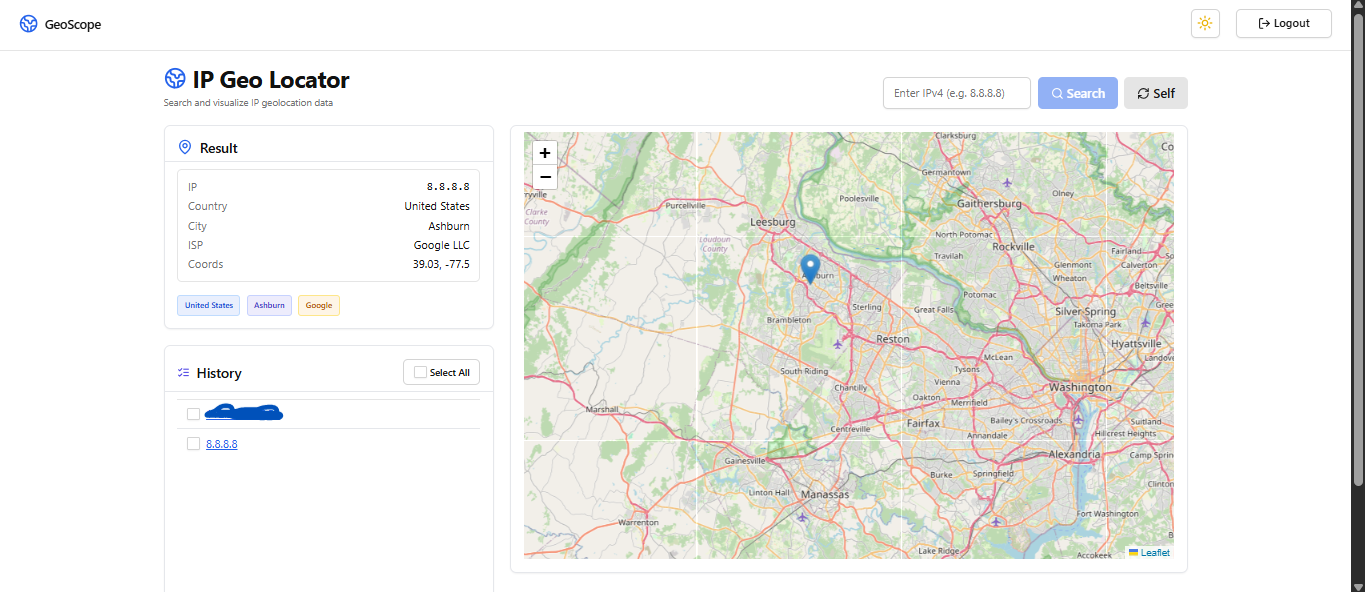 GeoScope
Logout
IP Geo Locator
Search and visualize IP geolocation data
Enter IPv4 (e.g. 8.8.8.8)
Search
Self
Result
IP 8.8.8.8
Country United States
City Ashburn
ISP Google LLC
Coords 39.03, -77.5
United States
Ashburn
Google
History
Select All
8.8.8.8
+
−
Clarksburg
Germantown
Poolesville
Olney
Gaithersburg
ryville
Purcellville
Clarke
County
Leesburg
Loudoun
County
North Potomac
Rockville
Fairland
Travilah
Glenmont
Calverton
Wheaton
Beltsville
Potomac
Sterling
Great Falls
Silver Spring
Brambleton
Takoma Park
Reston
Hyattsville
McLean
Landove
South Riding
Tysons
Vienna
Chantilly
Washington
Oakton
Merrifield
Marshall
Centreville
Fairfax
Bailey's Crossroads
Suitland
Annandale
Hillcrest Heights
Alexandria
Camp Sprin
Gainesville
Burke
Springfield
Clinton
Linton Hall
Manassas
Fort Washington
Warrenton
Lake Ridge
Accokeek
Leaflet